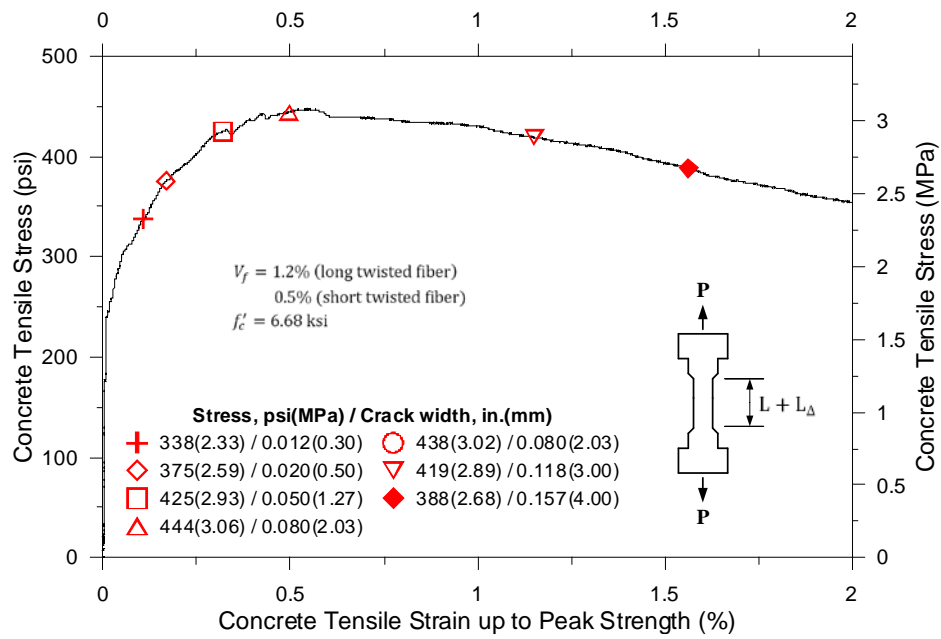 0 0.5 1 1.5 2
500
400
300
200
100
0
Concrete Tensile Stress (psi)
3
2.5
2
1.5
1
0.5
0
Concrete Tensile Stress (MPa)
V_f = 1.2% (long twisted fiber)
0.5% (short twisted fiber)
f_c' = 6.68 ksi
P
L + L_Δ
P
Stress, psi(MPa) / Crack width, in.(mm)
338(2.33) / 0.012(0.30)
375(2.59) / 0.020(0.50)
425(2.93) / 0.050(1.27)
444(3.06) / 0.080(2.03)
438(3.02) / 0.080(2.03)
419(2.89) / 0.118(3.00)
388(2.68) / 0.157(4.00)
0 0.5 1 1.5 2
Concrete Tensile Strain up to Peak Strength (%)